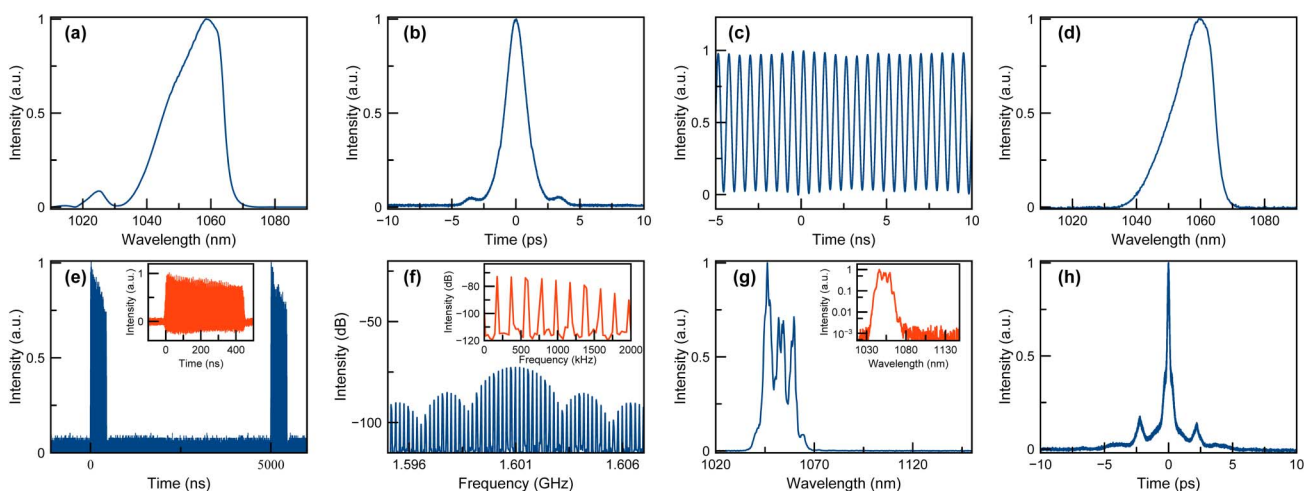 (a)
Intensity (a.u.)
1
0.5
0
1020
1040
1060
1080
Wavelength (nm)
(b)
Intensity (a.u.)
1
0.5
0
−10
−5
0
5
10
Time (ps)
(c)
Intensity (a.u.)
1
0.5
0
−5
0
5
10
Time (ns)
(d)
Intensity (a.u.)
1
0.5
0
1020
1040
1060
1080
Wavelength (nm)
(e)
Intensity (a.u.)
1
0.5
0
0
5000
Time (ns)
Intensity (a.u.)
1
0
0
200
400
Time (ns)
(f)
Intensity (dB)
−50
−100
1.596
1.601
1.606
Frequency (GHz)
Intensity (dB)
−80
−100
−120
0
500
1000
1500
2000
Frequency (kHz)
(g)
Intensity (a.u.)
1
0.5
0
1020
1070
1120
Wavelength (nm)
Intensity (a.u.)
1
0.1
0.01
10⁻³
1030
1080
1130
Wavelength (nm)
(h)
Intensity (a.u.)
1
0.5
0
−10
−5
0
5
10
Time (ps)